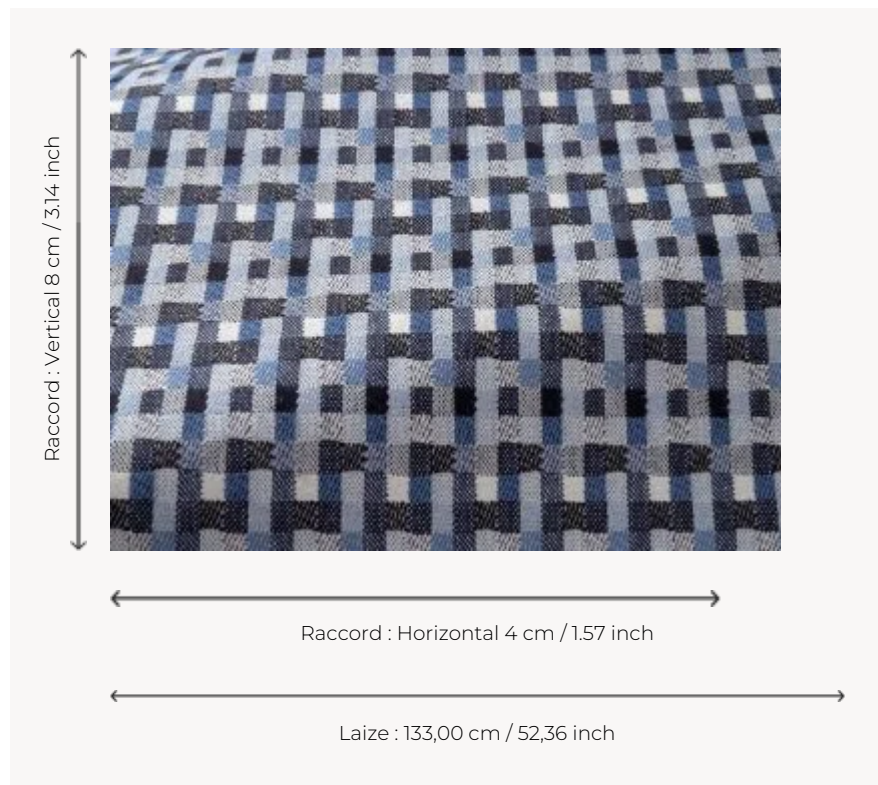 Raccord : Vertical 8 cm / 3.14 inch
Raccord : Horizontal 4 cm / 1.57 inch
Laize : 133,00 cm / 52,36 inch